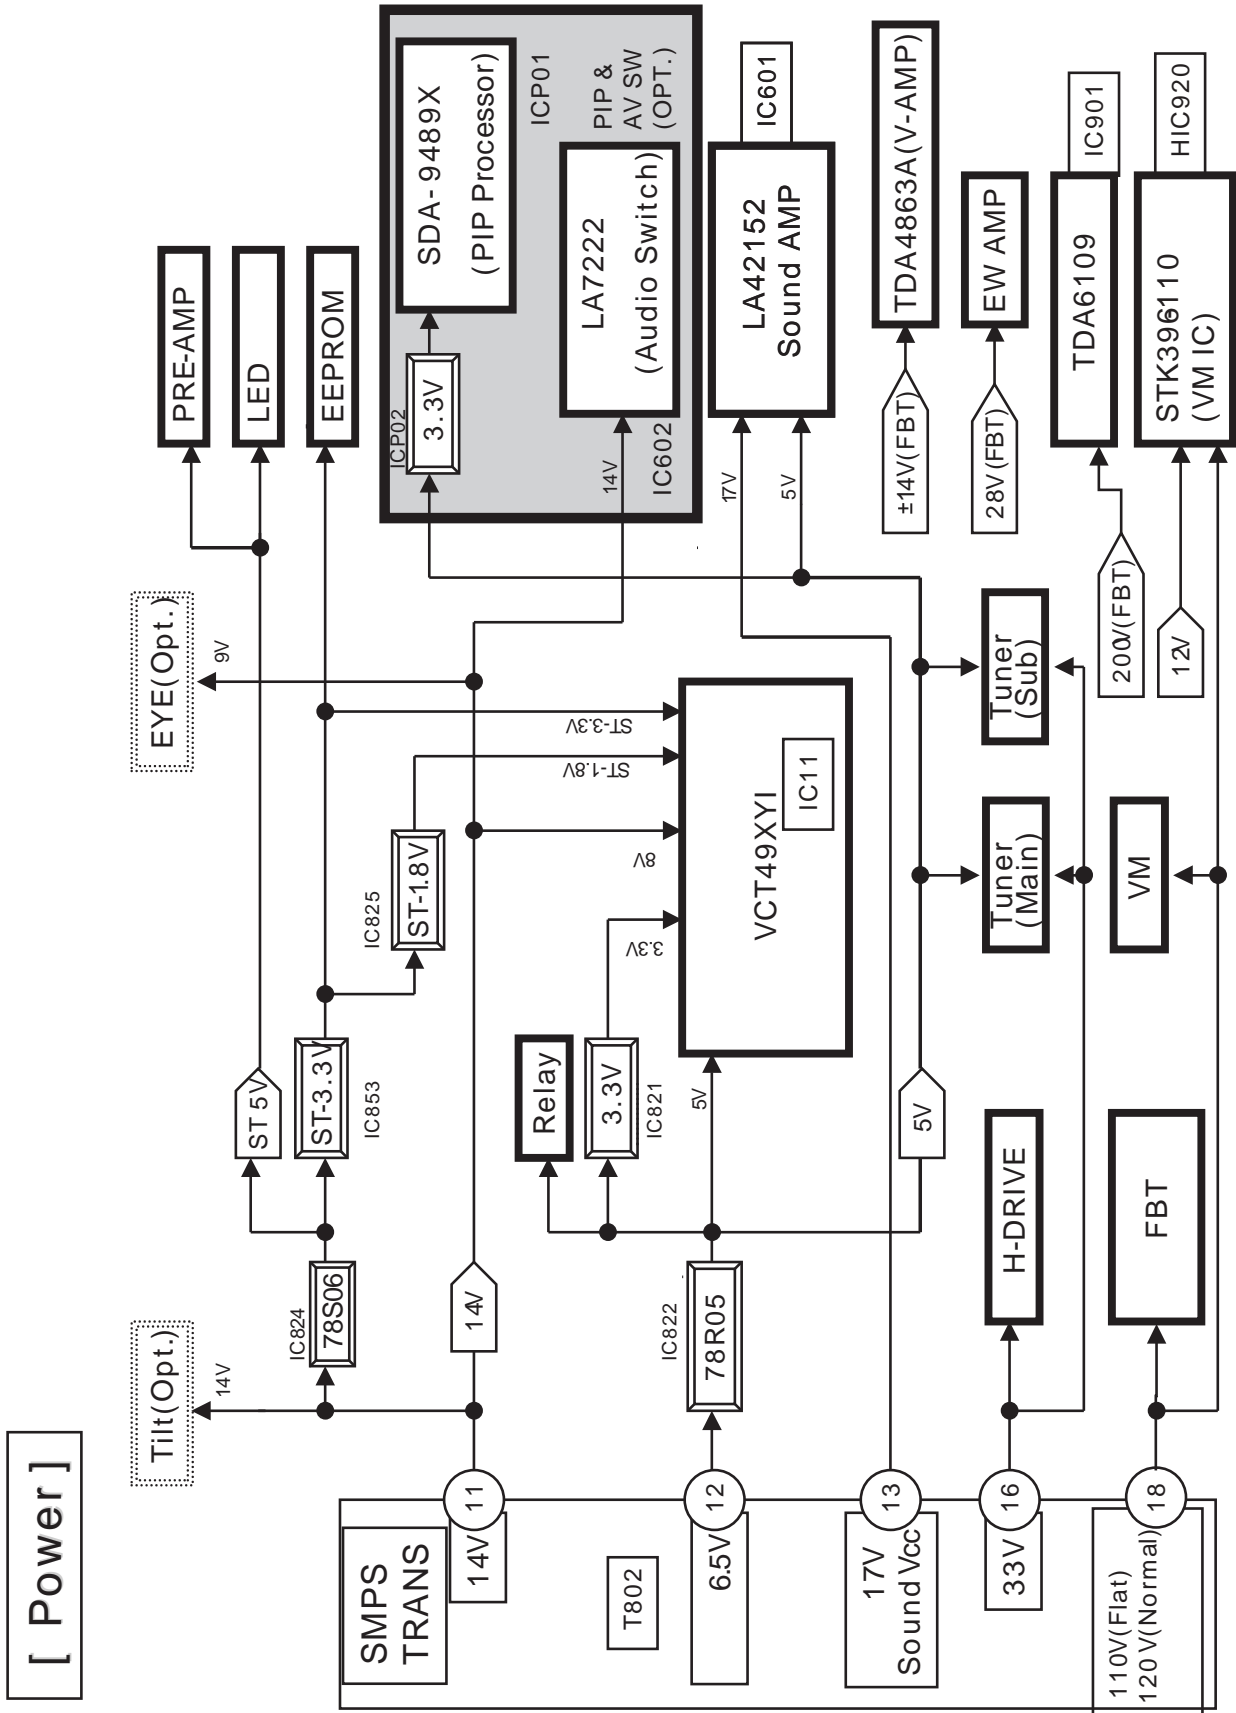 [ Power ]
Tilt(Opt.)
14V
EYE(Opt.)
9V
PRE-AMP
LED
EEPROM
ST 5V
IC824
78S06
ST-3.3V
IC853
IC825
ST-1.8V
14V
ST-3.3V
ST-1.8V
8V
3.3V
ICP02
3.3V
SDA-9489X
(PIP Processor)
ICP01
PIP &
AV SW
(OPT.)
LA7222
(Audio Switch)
14V
IC602
SMPS
TRANS
14V
11
T802
6.5V
12
IC822
78R05
Relay
3.3V
IC821
5V
VCT49XYI
IC11
17V
5V
LA42152
Sound AMP
IC601
17V
Sound Vcc
13
5V
±14V(FBT)
TDA4863A(V-AMP)
28V(FBT)
EW AMP
33V
16
H-DRIVE
Tuner
(Main)
Tuner
(Sub)
200V(FBT)
TDA6109
IC901
110V(Flat)
120V(Normal)
18
FBT
VM
12V
STK396-110
(VM IC)
HIC920